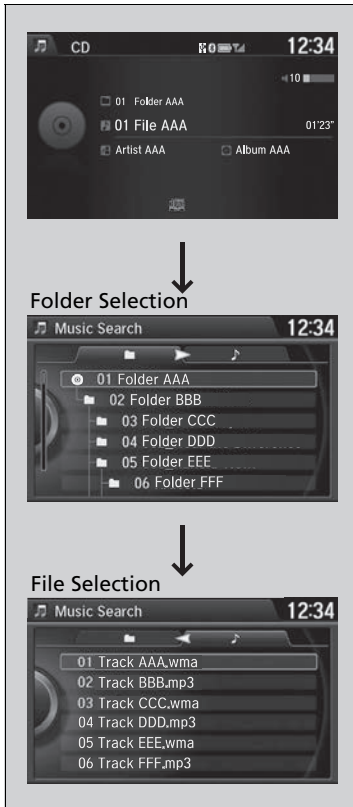 CD 12:34
10
01 Folder AAA
01 File AAA 01'23"
Artist AAA Album AAA
Folder Selection
Music Search 12:34
01 Folder AAA
02 Folder BBB
03 Folder CCC
04 Folder DDD
05 Folder EEE
06 Folder FFF
File Selection
Music Search 12:34
01 Track AAA.wma
02 Track BBB.mp3
03 Track CCC.wma
04 Track DDD.mp3
05 Track EEE.wma
06 Track FFF.mp3